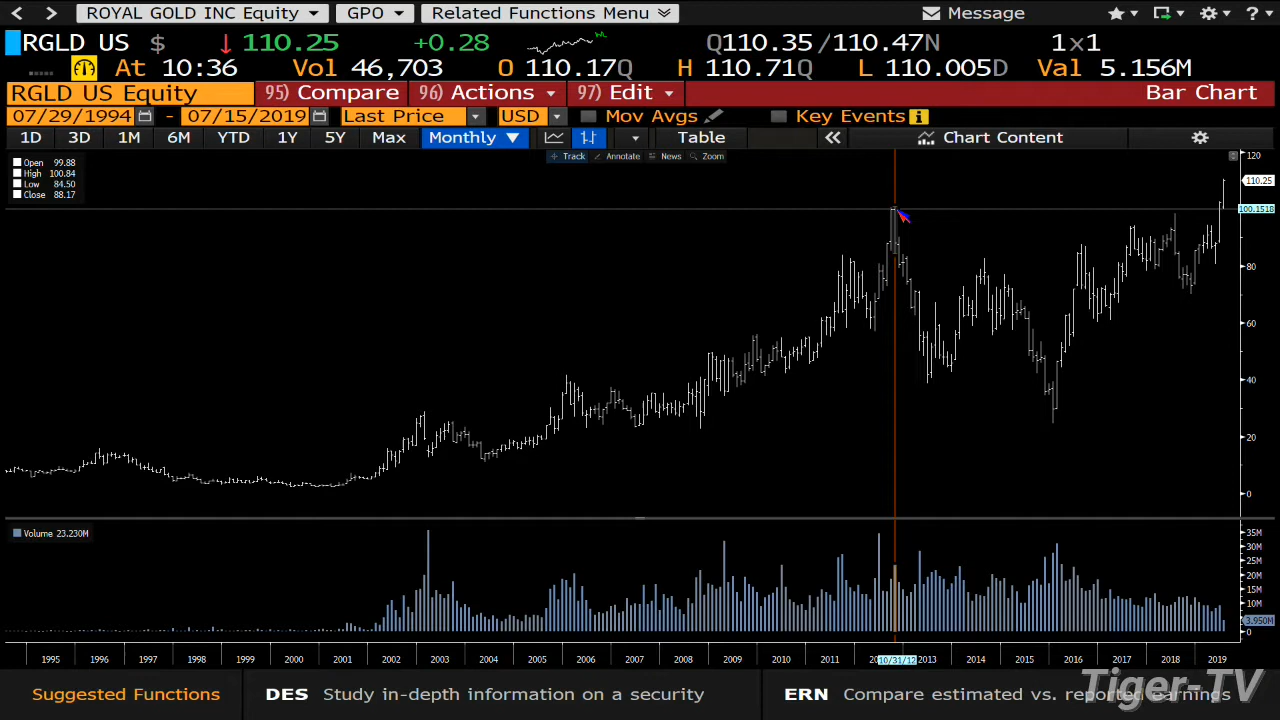 ROYAL GOLD INC Equity GPO Related Functions Menu Message ?
RGLD US $ ↓110.25 +0.28 Q110.35/110.47N 1x1
At 10:36 Vol 46,703 O 110.17Q H 110.71Q L 110.005D Val 5.156M
RGLD US Equity 95) Compare 96) Actions 97) Edit Bar Chart
07/29/1994 - 07/15/2019 Last Price USD Mov Avgs Key Events
1D 3D 1M 6M YTD 1Y 5Y Max Monthly Table Chart Content
Track Annotate News Zoom
Open 99.88
High 100.84
Low 84.50
Close 88.17
120
110.25
100.1518
80
60
40
20
0
Volume 23.230M
35M
30M
25M
20M
15M
10M
3.950M
0
1995 1996 1997 1998 1999 2000 2001 2002 2003 2004 2005 2006 2007 2008 2009 2010 2011 10/31/12 2013 2014 2015 2016 2017 2018 2019
Suggested Functions DES Study in-depth information on a security ERN Compare estimated vs. reported earnings
Tiger-TV